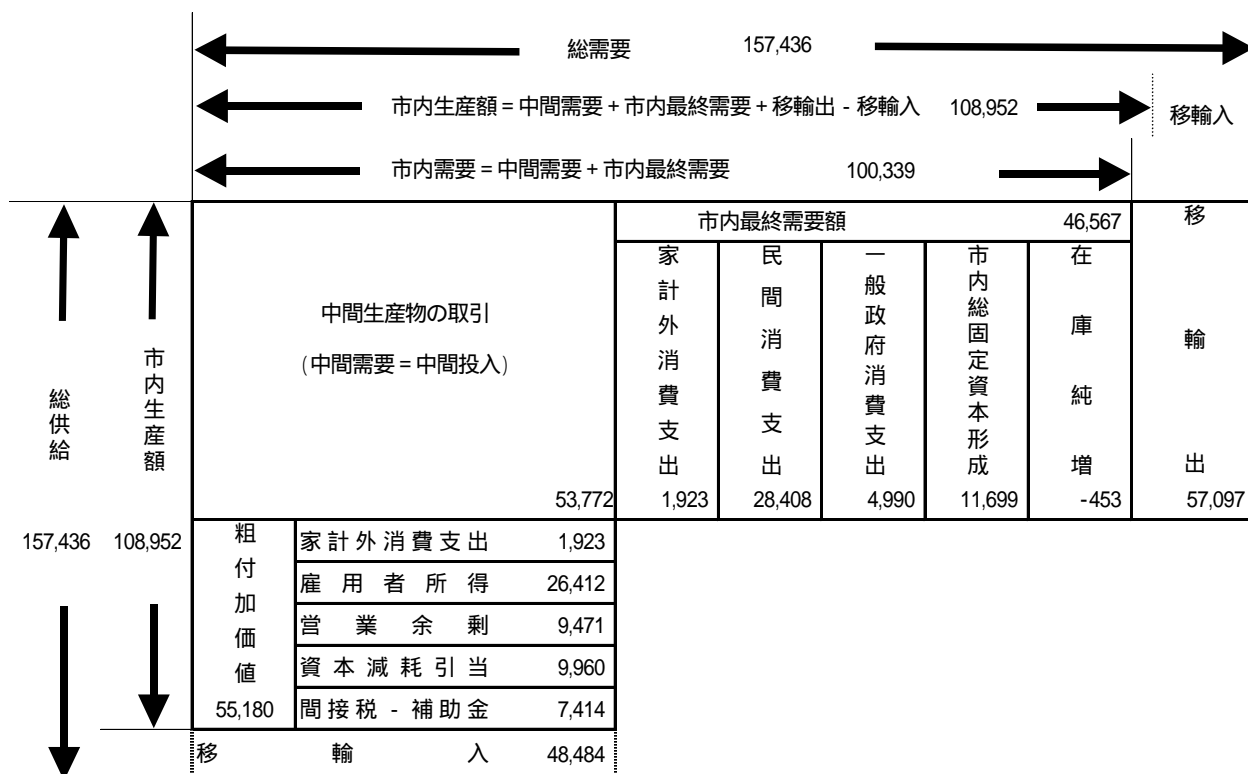 総需要 157,436
市内生産額 = 中間需要 + 市内最終需要 + 移輸出 - 移輸入 108,952
移輸入
市内需要 = 中間需要 + 市内最終需要 100,339
市内最終需要額 46,567
移輸出
57,097
家計外消費支出
1,923
民間消費支出
28,408
一般政府消費支出
4,990
市内総固定資本形成
11,699
在庫純増
-453
中間生産物の取引
(中間需要 = 中間投入)
53,772
総供給
157,436
市内生産額
108,952
粗付加価値
55,180
家計外消費支出 1,923
雇用者所得 26,412
営業余剰 9,471
資本減耗引当 9,960
間接税 - 補助金 7,414
移輸入 48,484